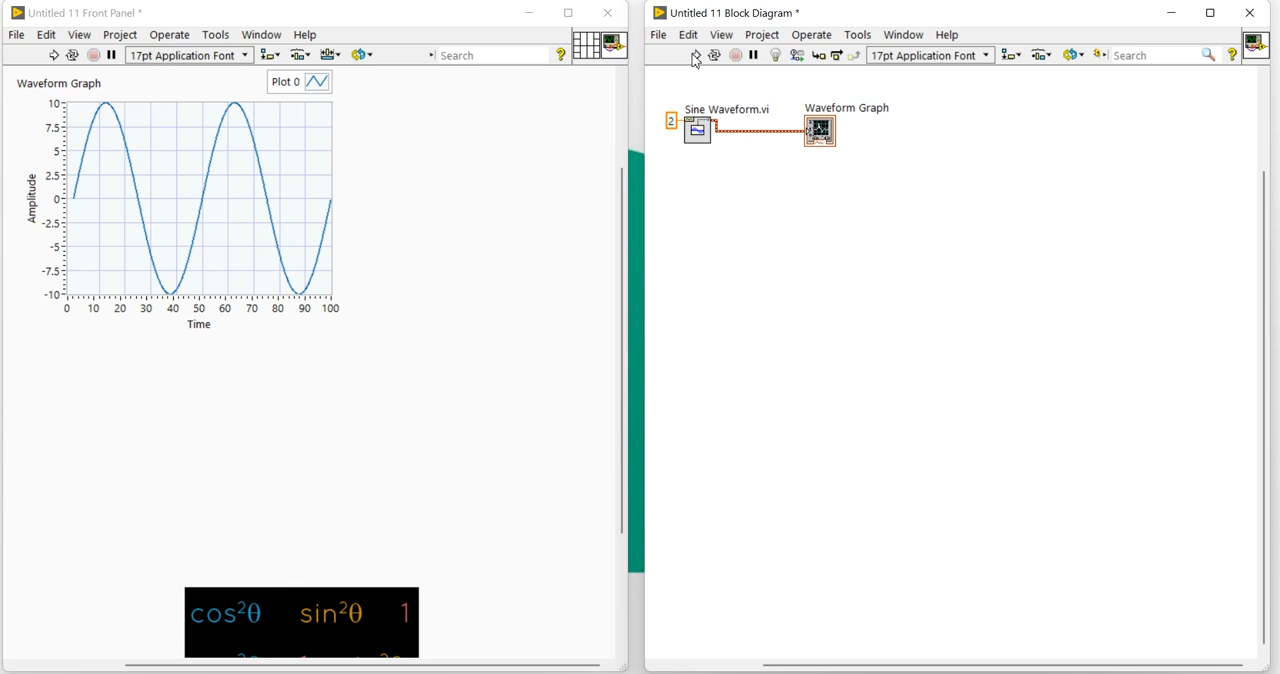 Untitled 11 Front Panel *
File Edit View Project Operate Tools Window Help
17pt Application Font
Search
?
Waveform Graph
Plot 0
10
7.5
5
2.5
0
-2.5
-5
-7.5
-10
Amplitude
0 10 20 30 40 50 60 70 80 90 100
Time
cos²θ sin²θ 1
Untitled 11 Block Diagram *
File Edit View Project Operate Tools Window Help
17pt Application Font
Search
?
Sine Waveform.vi
Waveform Graph
2